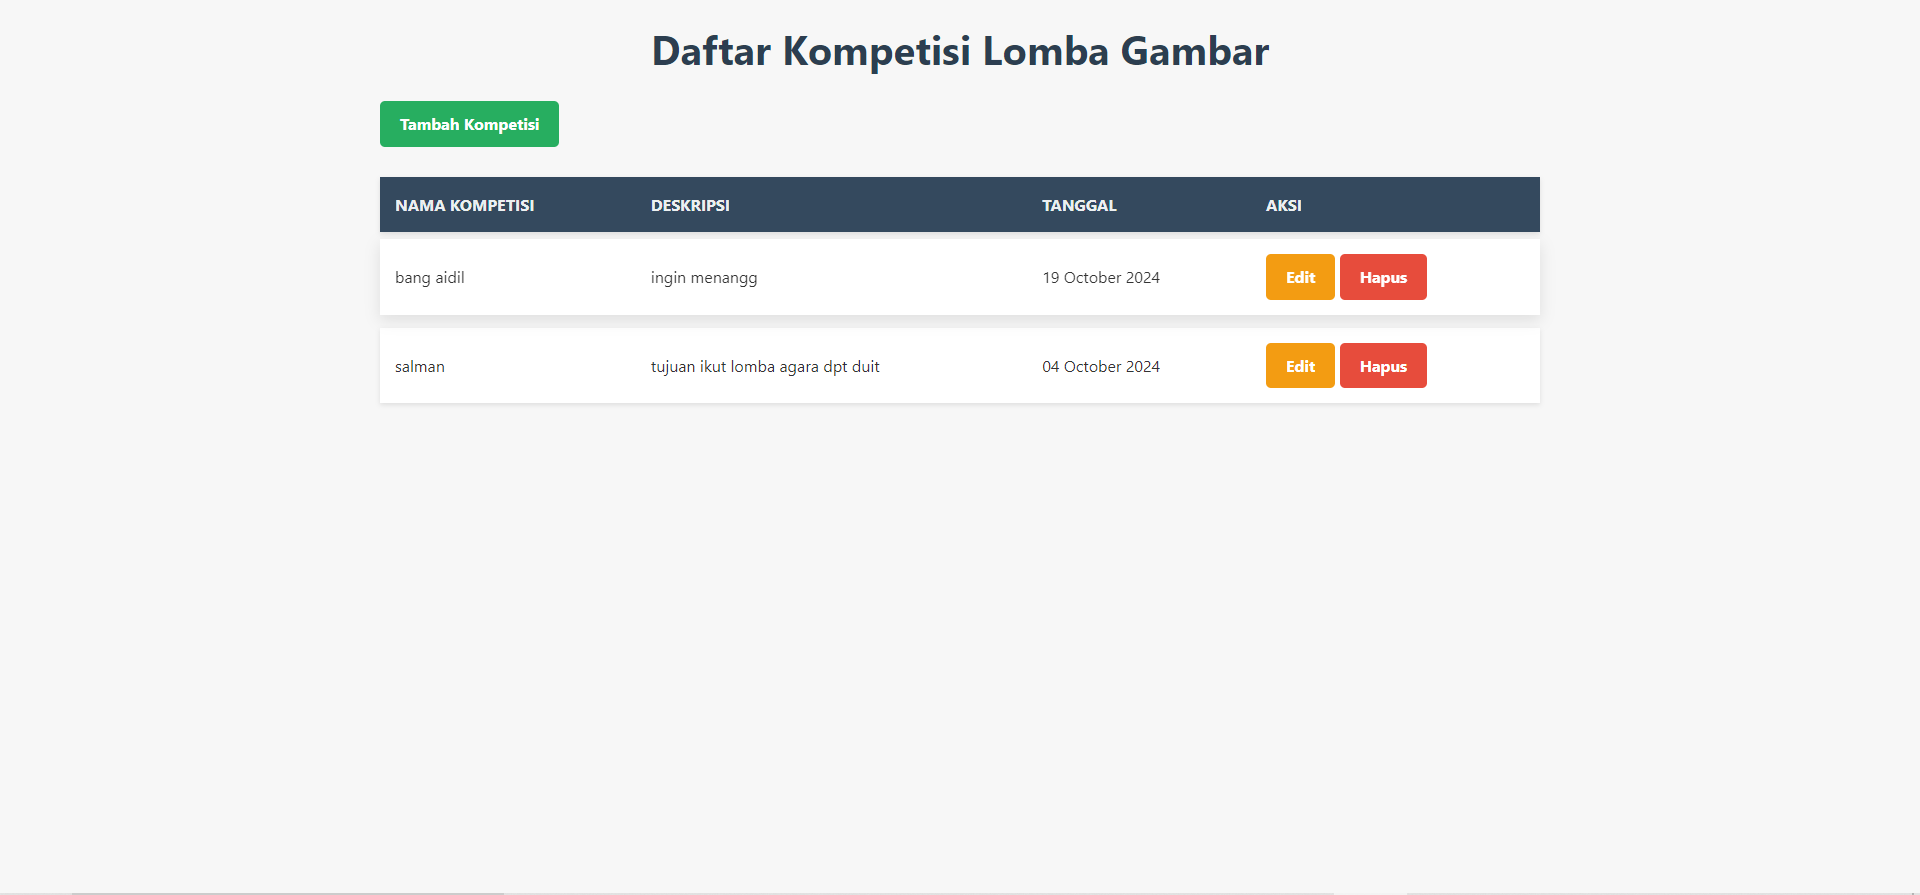 Daftar Kompetisi Lomba Gambar
Tambah Kompetisi
NAMA KOMPETISI DESKRIPSI TANGGAL AKSI
bang aidil ingin menangg 19 October 2024 Edit Hapus
salman tujuan ikut lomba agara dpt duit 04 October 2024 Edit Hapus